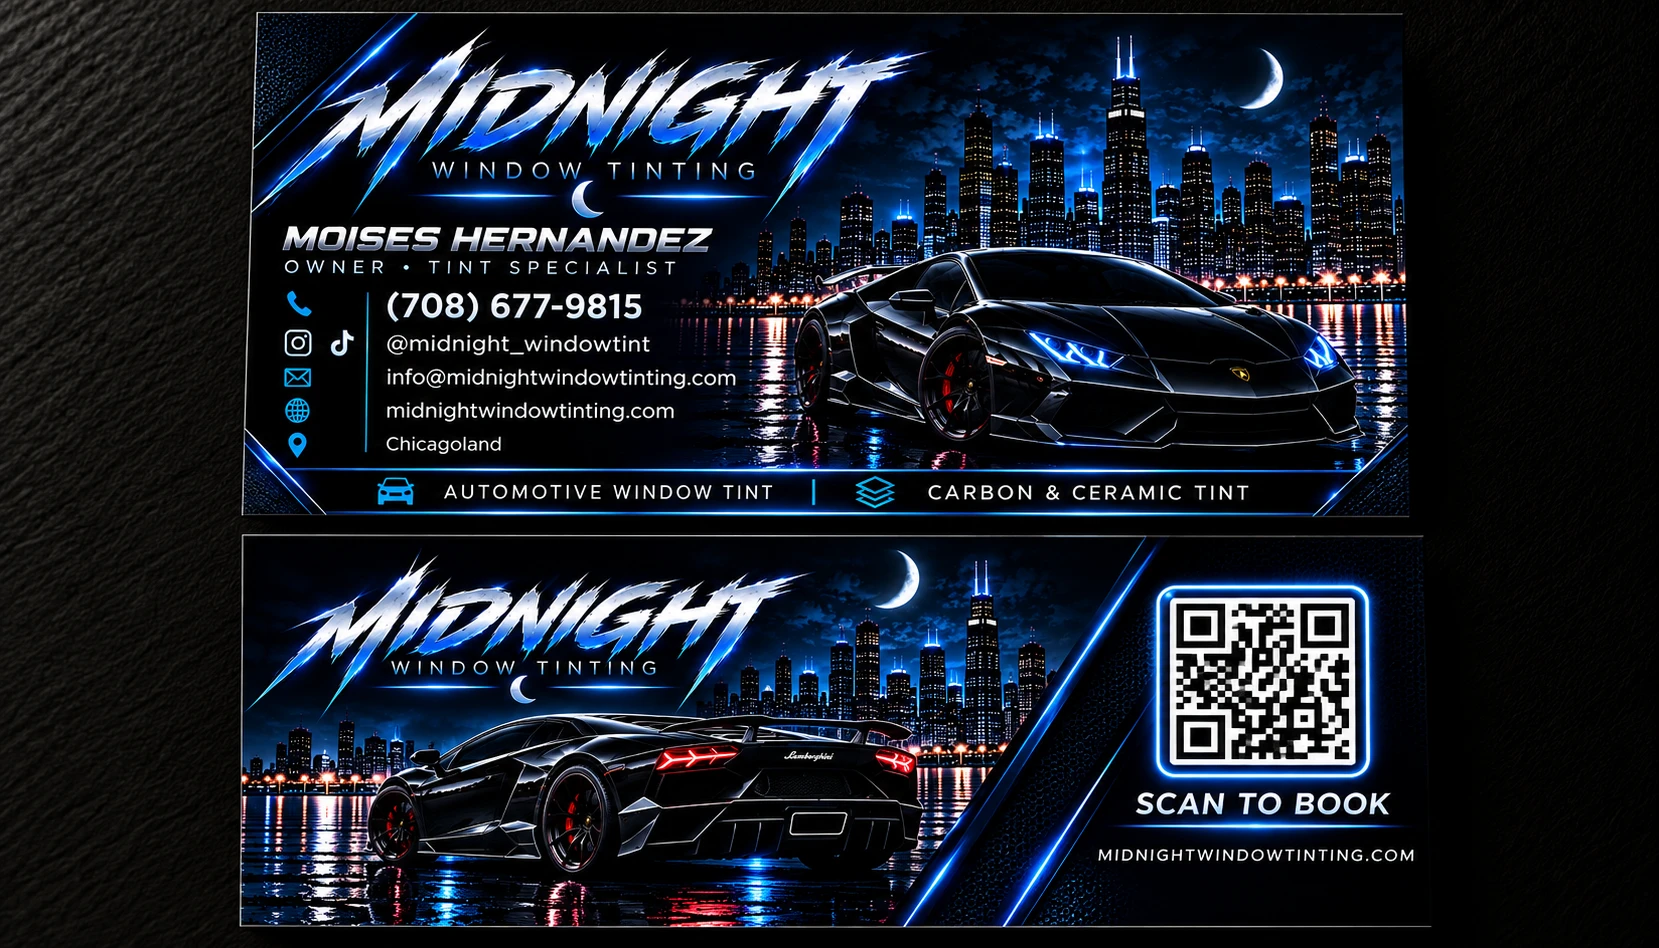 MIDNIGHT
WINDOW TINTING
MOISES HERNANDEZ
OWNER • TINT SPECIALIST
(708) 677-9815
@midnight_windowtint
info@midnightwindowtinting.com
midnightwindowtinting.com
Chicagoland
AUTOMOTIVE WINDOW TINT | CARBON & CERAMIC TINT
MIDNIGHT
WINDOW TINTING
Lamborghini
SCAN TO BOOK
MIDNIGHTWINDOWTINTING.COM